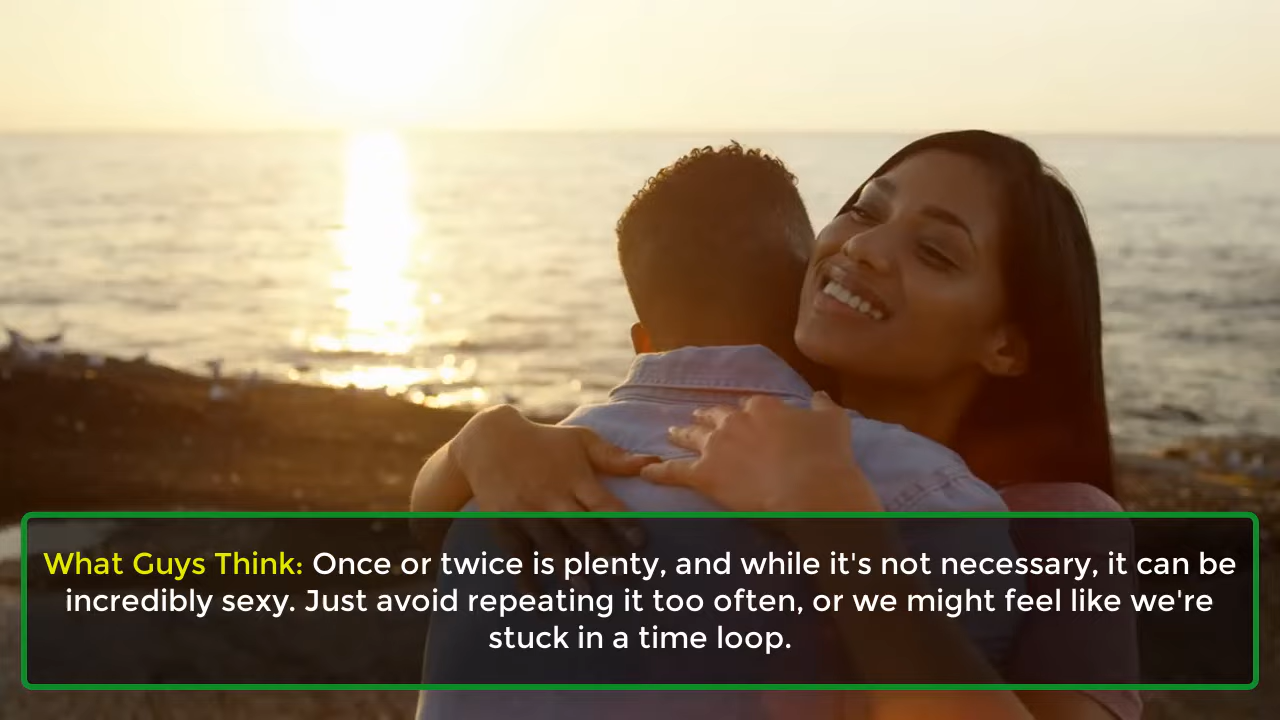 What Guys Think: Once or twice is plenty, and while it's not necessary, it can be
incredibly sexy. Just avoid repeating it too often, or we might feel like we're
stuck in a time loop.